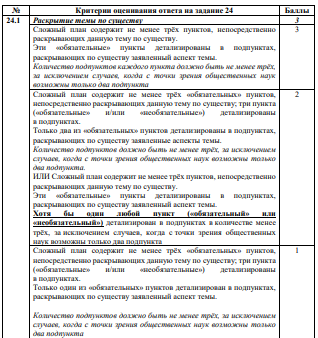 № Критерии оценивания ответа на задание 24 Баллы
24.1 Раскрытие темы по существу 3
Сложный план содержит не менее трёх пунктов, непосредственно 3
раскрывающих данную тему по существу.
Эти «обязательные» пункты детализированы в подпунктах,
раскрывающих по существу заявленный аспект темы.
Количество подпунктов каждого пункта должно быть не менее трёх,
за исключением случаев, когда с точки зрения общественных наук
возможны только два подпункта
Сложный план содержит не менее трёх «обязательных» пунктов, 2
непосредственно раскрывающих данную тему по существу; три пункта
(«обязательные» и/или «необязательные») детализированы
в подпунктах.
Только два из «обязательных» пунктов детализированы в подпунктах,
раскрывающих по существу заявленные аспекты темы.
Количество подпунктов должно быть не менее трёх, за исключением
случаев, когда с точки зрения общественных наук возможны только
два подпункта.
ИЛИ Сложный план содержит не менее трёх пунктов, непосредственно
раскрывающих данную тему по существу.
Эти «обязательные» пункты детализированы в подпунктах,
раскрывающих по существу заявленный аспект темы.
Хотя бы один любой пункт («обязательный» или
«необязательный») детализирован в подпунктах в количестве менее
трёх, за исключением случаев, когда с точки зрения общественных
наук возможны только два подпункта
Сложный план содержит не менее трёх «обязательных» пунктов, 1
непосредственно раскрывающих данную тему по существу; три пункта
(«обязательные» и/или «необязательные») детализированы
в подпунктах.
Только один из «обязательных» пунктов детализирован в подпунктах,
раскрывающих по существу заявленный аспект темы.
Количество подпунктов должно быть не менее трёх, за исключением
случаев, когда с точки зрения общественных наук возможны только
два подпункта